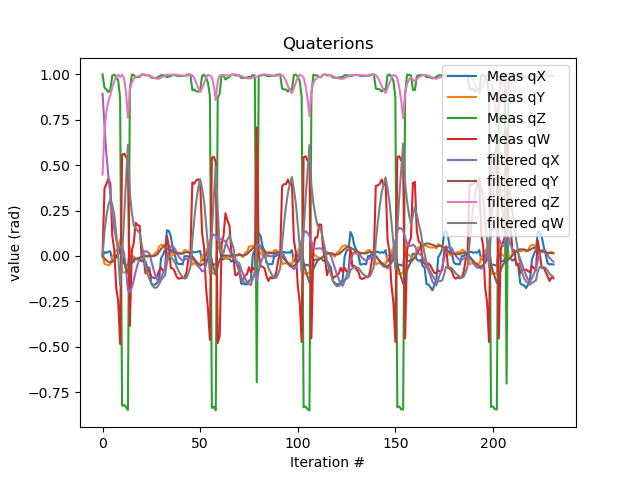 Quaterions
Meas qX
Meas qY
Meas qZ
Meas qW
filtered qX
filtered qY
filtered qZ
filtered qW
value (rad)
1.00
0.75
0.50
0.25
0.00
−0.25
−0.50
−0.75
0
50
100
150
200
Iteration #